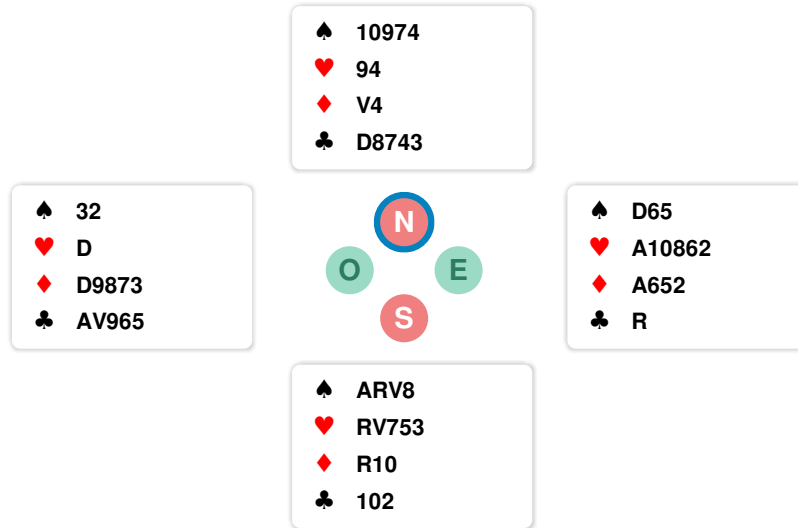 ♠ 10974
♥ 94
♦ V4
♣ D8743
♠ 32
♥ D
♦ D9873
♣ AV965
N
O E
S
♠ D65
♥ A10862
♦ A652
♣ R
♠ ARV8
♥ RV753
♦ R10
♣ 102